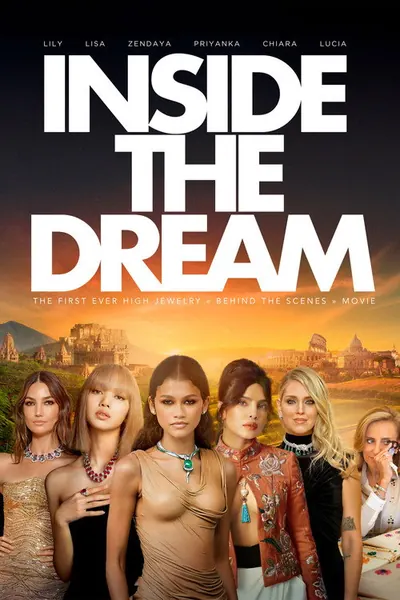 LILY LISA ZENDAYA PRIYANKA CHIARA LUCIA
INSIDE
THE
DREAM
THE FIRST EVER HIGH JEWELRY • BEHIND THE SCENES • MOVIE